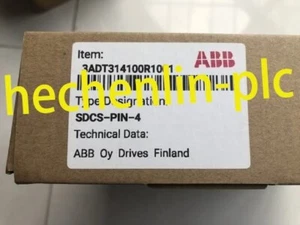 Item:
ABB
3ADT314100R1001
hechenlin-plc
Type Designation:
SDCS-PIN-4
Technical Data:
ABB Oy Drives Finland